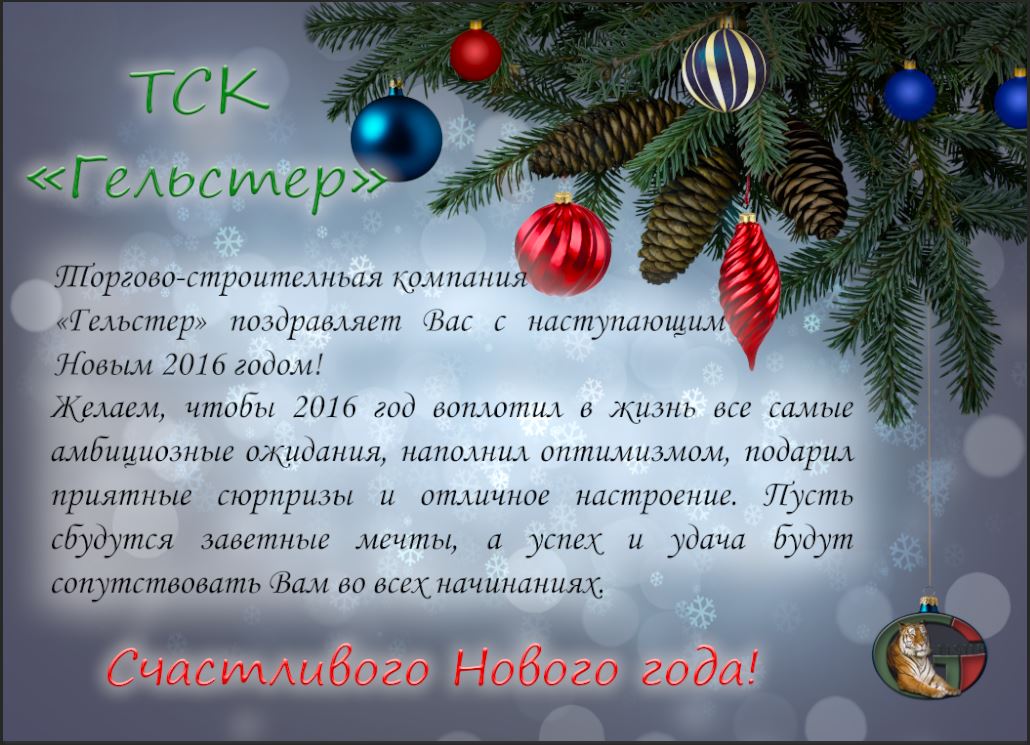 ТСК
«Гельстер»
Торгово-строителньая компания
«Гельстер» поздравляет Вас с наступающим
Новым 2016 годом!
Желаем, чтобы 2016 год воплотил в жизнь все самые
амбициозные ожидания, наполнил оптимизмом, подарил
приятные сюрпризы и отличное настроение. Пусть
сбудутся заветные мечты, а успех и удача будут
сопутствовать Вам во всех начинаниях.
Счастливого Нового года!